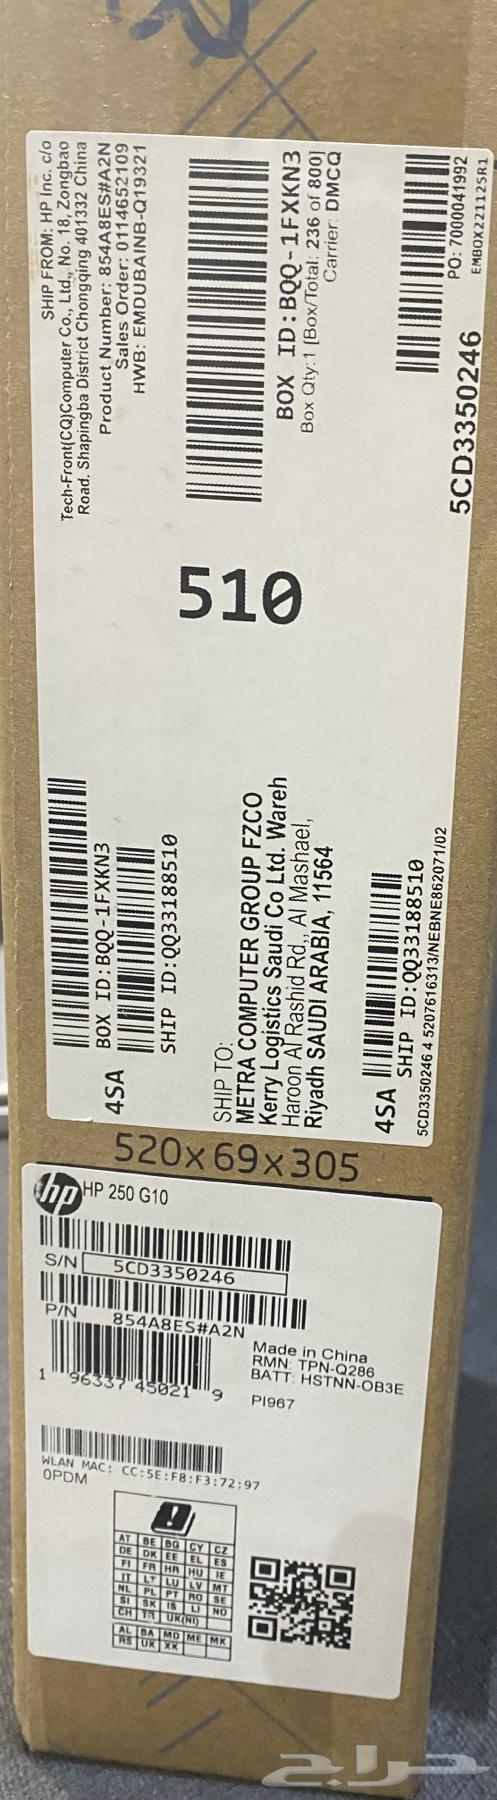 SHIP FROM: HP Inc. c/o
Tech-Front(CQ)Computer Co., Ltd., No. 18, Zongbao
Road. Shapingba District Chongqing 401332 China
Product Number: 854A8ES#A2N
Sales Order: 0114652109
HWB: EMDUBAINB-Q19321
BOX ID:BQQ-1FXKN3
Box Qty:1 [Box/Total: 236 of 800]
Carrier: DMCQ
PO: 7000041992
EMBOX221125R1
5CD3350246
510
BOX ID:BQQ-1FXKN3
4SA
SHIP ID:QQ33188510
SHIP TO:
METRA COMPUTER GROUP FZCO
Kerry Logistics Saudi Co Ltd. Wareh
Haroon Al Rashid Rd,, Al Mashael,
Riyadh SAUDI ARABIA, 11564
4SA
SHIP ID:QQ33188510
5CD3350246 4 5207616313/NEBNE862071/02
520x69x305
hp HP 250 G10
S/N 5CD3350246
P/N 854A8ES#A2N
1 96337 45021 9
Made in China
RMN: TPN-Q286
BATT: HSTNN-OB3E
PI967
WLAN MAC: CC:5E:F8:F3:72:97
0PDM
AT BE BG CY CZ
DE DK EE EL ES
FI FR HR HU IE
IT LT LU LV MT
NL PL PT RO SE
SI SK IS LI NO
CH TR UK(NI)
AL BA MD ME MK
RS UK XK
حراج